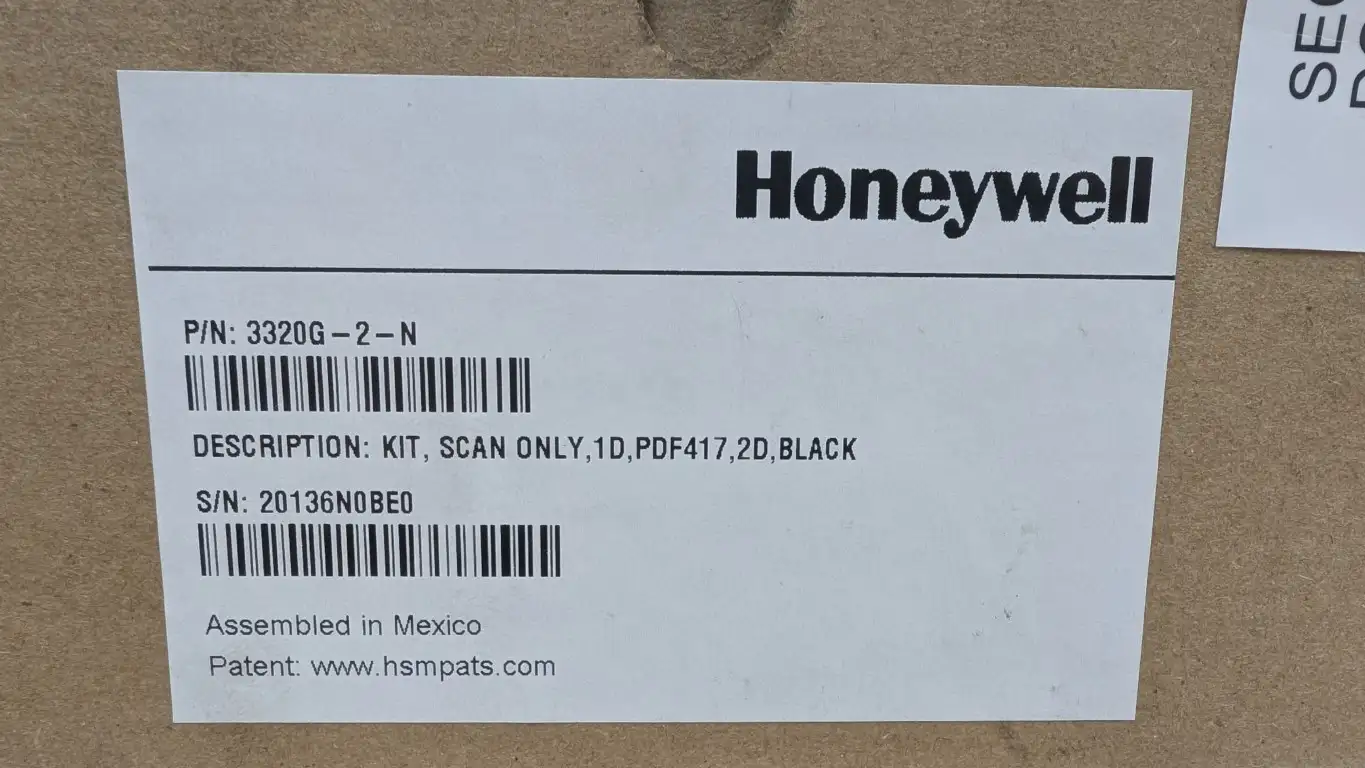 Honeywell
P/N: 3320G-2-N
DESCRIPTION: KIT, SCAN ONLY,1D,PDF417,2D,BLACK
S/N: 20136N0BE0
Assembled in Mexico
Patent: www.hsmpats.com